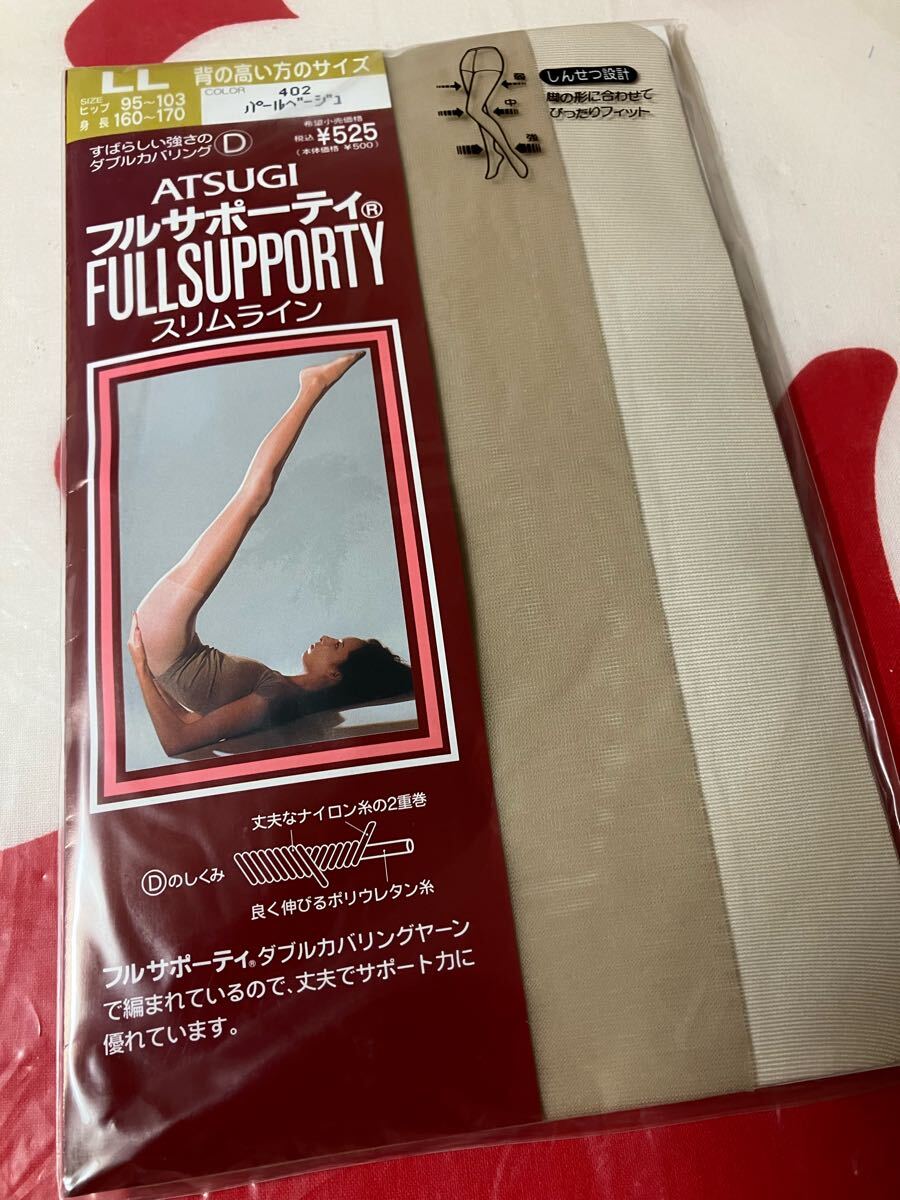 LL 背の高い方のサイズ
SIZE
ヒップ 95～103
身長 160～170
COLOR 402
パールベージュ
希望小売価格
税込 ¥525
(本体価格 ¥500)
すばらしい強さの
ダブルカバリング D
ATSUGI
フルサポーティ®
FULLSUPPORTY
スリムライン
弱
中
強
しんせつ設計
脚の形に合わせて
ぴったりフィット
丈夫なナイロン糸の2重巻
Dのしくみ
良く伸びるポリウレタン糸
フルサポーティ®ダブルカバリングヤーン
で編まれているので、丈夫でサポート力に
優れています。